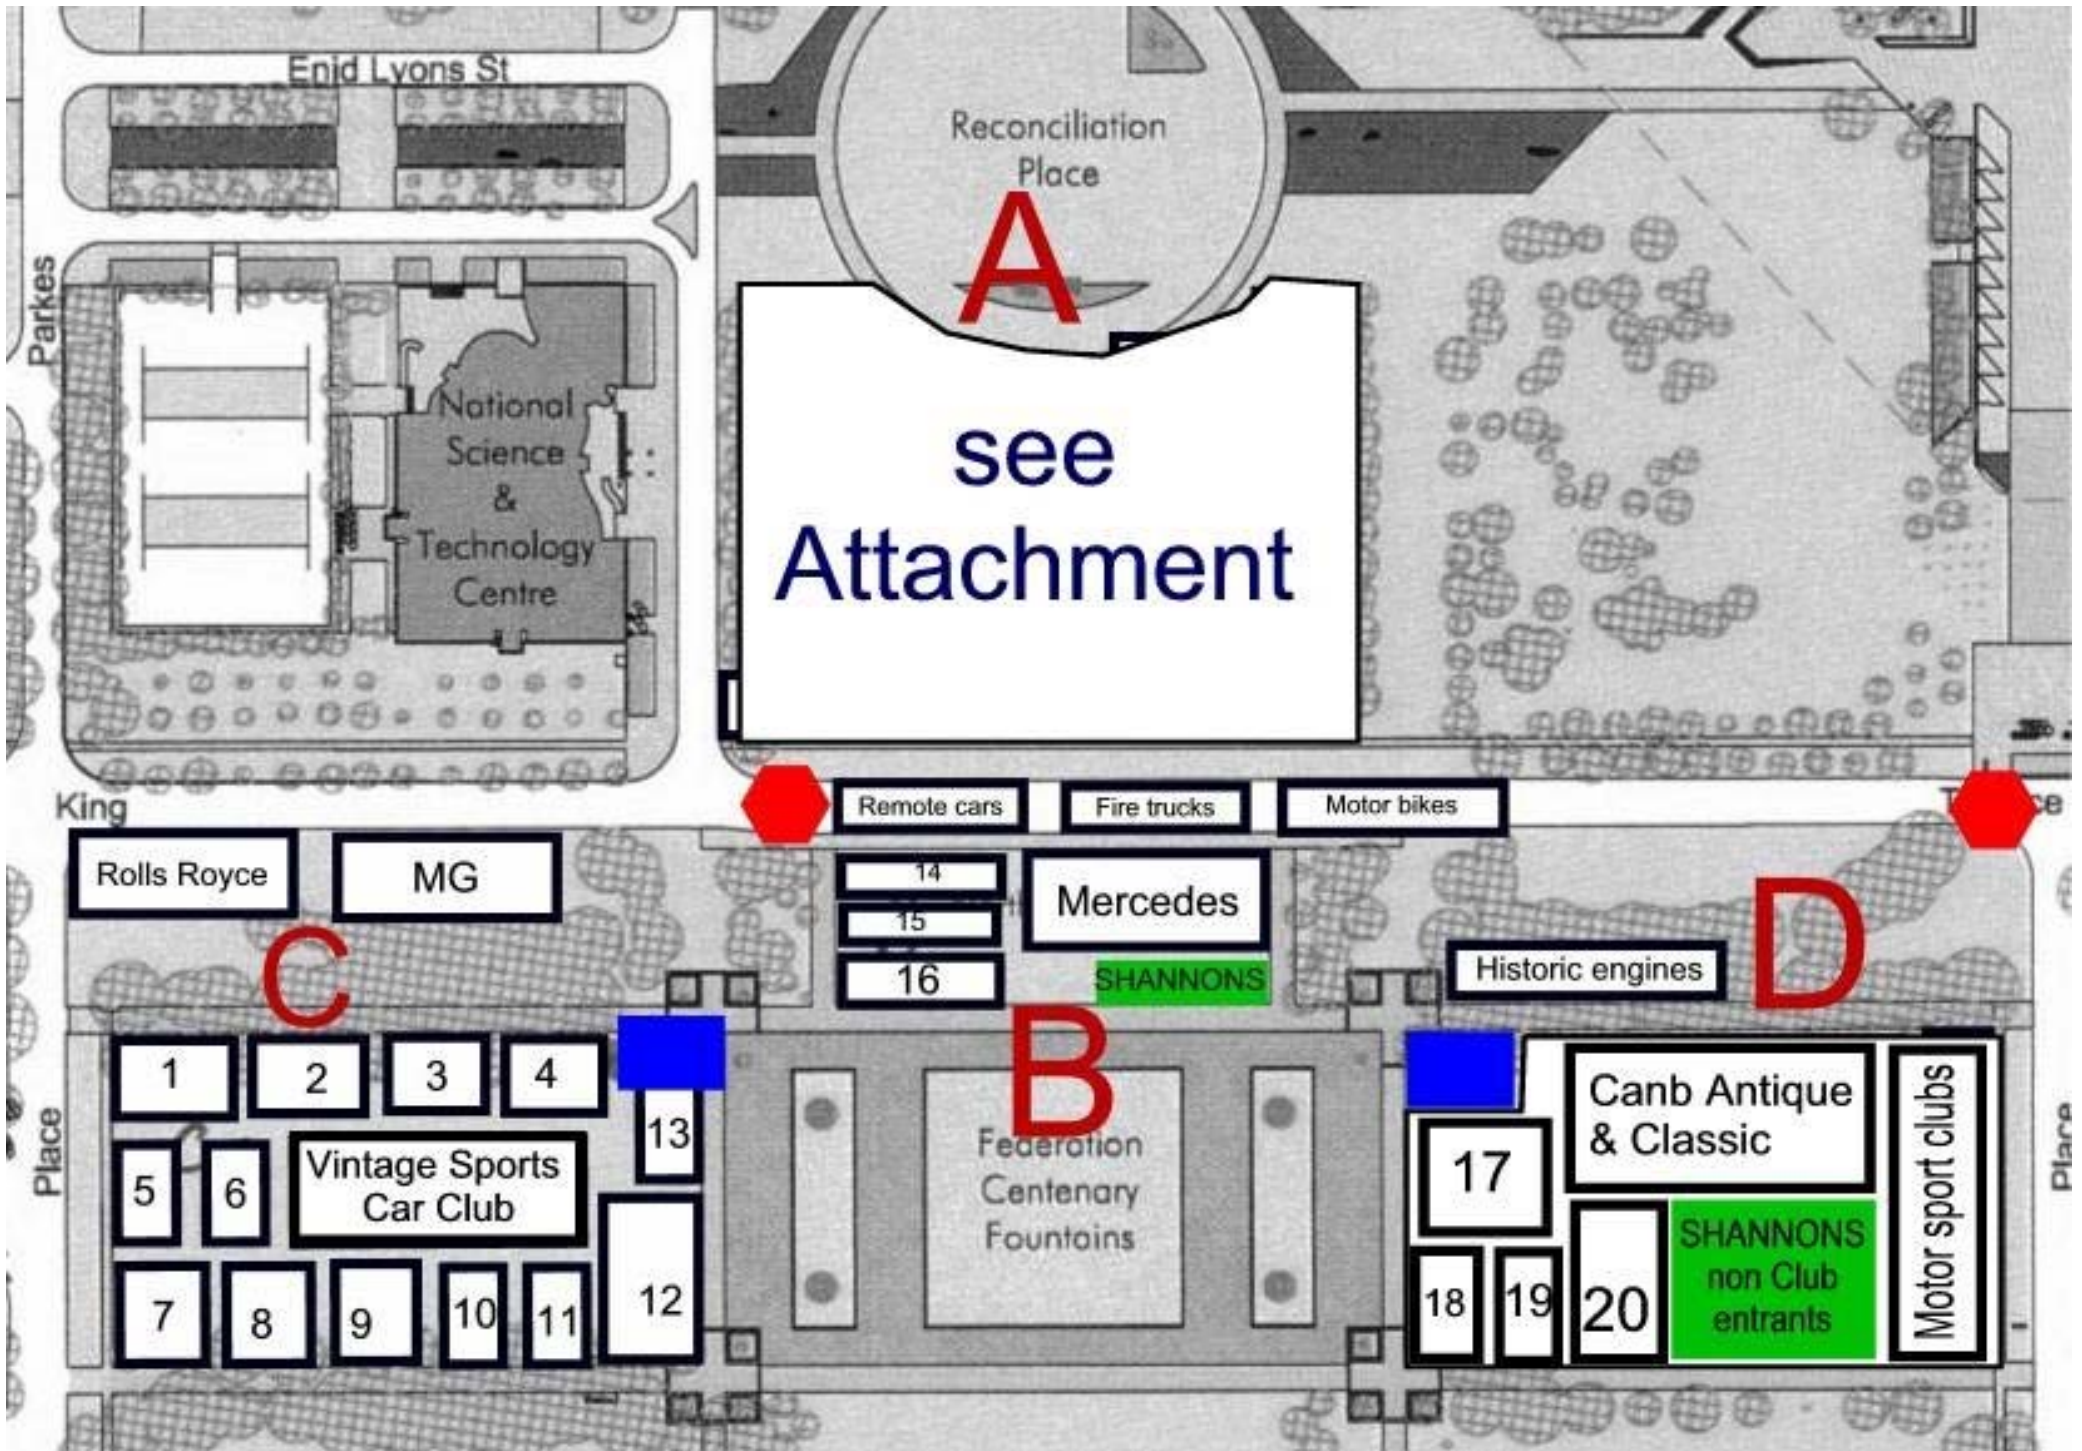 Enid Lyons St
Reconciliation
Place
A
Parkes
National
Science
&
Technology
Centre
see
Attachment
King
Remote cars
Fire trucks
Motor bikes
Rolls Royce
MG
14
15
16
Mercedes
SHANNONS
C
B
D
Historic engines
1
2
3
4
5
6
Vintage Sports
Car Club
7
8
9
10
11
12
13
Place
Federation
Centenary
Fountains
17
18
19
20
Canb Antique
& Classic
SHANNONS
non Club
entrants
Motor sport clubs
Place